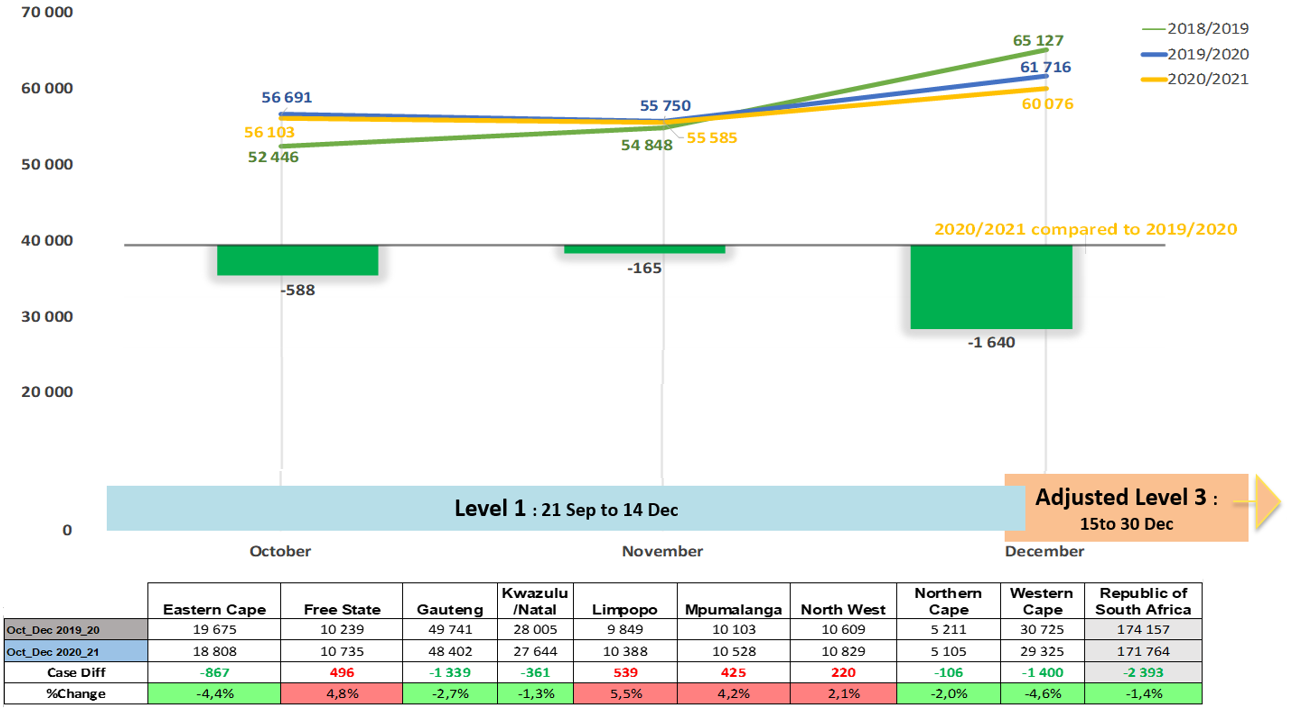 70 000
60 000
50 000
40 000
30 000
20 000
0
2018/2019
2019/2020
2020/2021
56 691
56 103
52 446
55 750
55 585
54 848
65 127
61 716
60 076
2020/2021 compared to 2019/2020
-588
-165
-1 640
Level 1 : 21 Sep to 14 Dec
Adjusted Level 3 :
15to 30 Dec
October November December
Eastern Cape Free State Gauteng Kwazulu /Natal Limpopo Mpumalanga North West Northern Cape Western Cape Republic of South Africa
Oct_Dec 2019_20 19 675 10 239 49 741 28 005 9 849 10 103 10 609 5 211 30 725 174 157
Oct_Dec 2020_21 18 808 10 735 48 402 27 644 10 388 10 528 10 829 5 105 29 325 171 764
Case Diff -867 496 -1 339 -361 539 425 220 -106 -1 400 -2 393
%Change -4,4% 4,8% -2,7% -1,3% 5,5% 4,2% 2,1% -2,0% -4,6% -1,4%